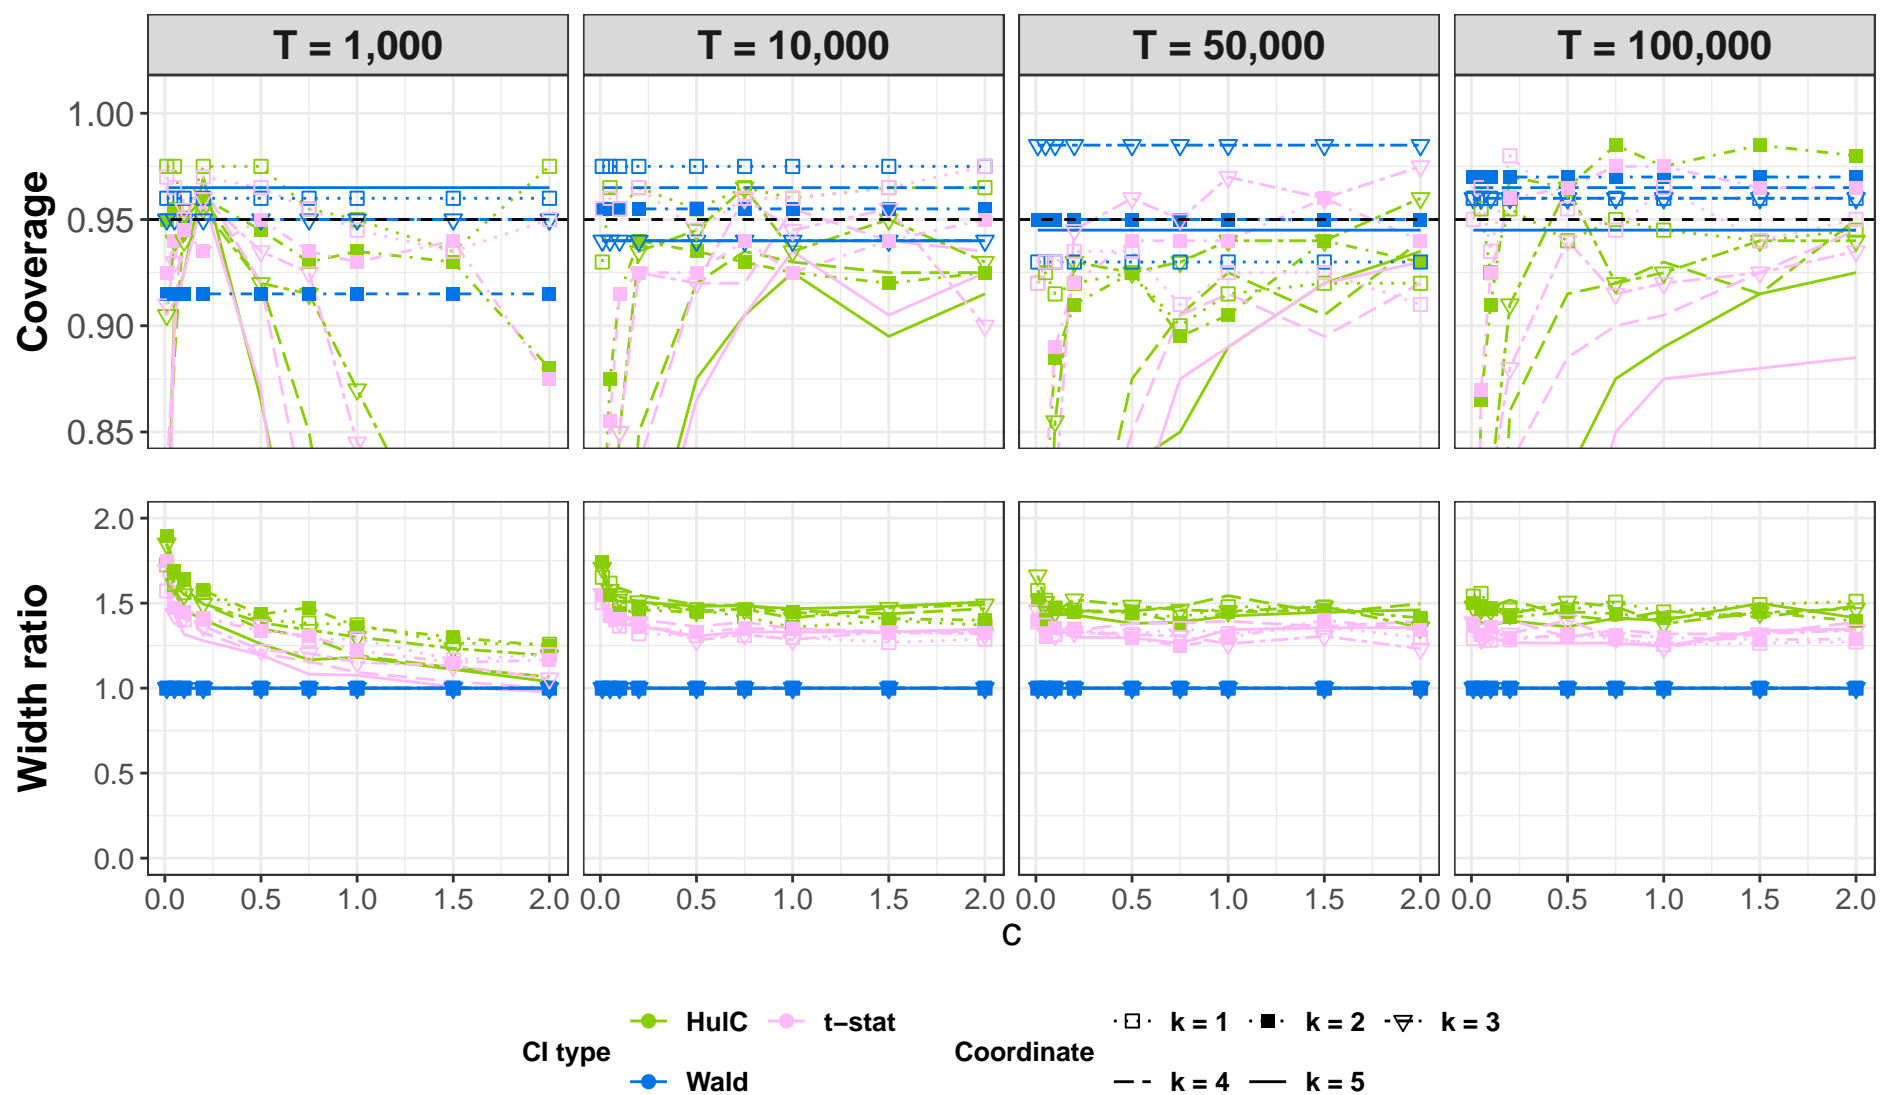 T = 1,000 T = 10,000 T = 50,000 T = 100,000
Coverage
1.00
0.95
0.90
0.85
Width ratio
2.0
1.5
1.0
0.5
0.0
0.0 0.5 1.0 1.5 2.0 0.0 0.5 1.0 1.5 2.0 0.0 0.5 1.0 1.5 2.0 0.0 0.5 1.0 1.5 2.0
c
CI type
HulC t−stat
Wald
Coordinate
k = 1 k = 2 k = 3
k = 4 k = 5